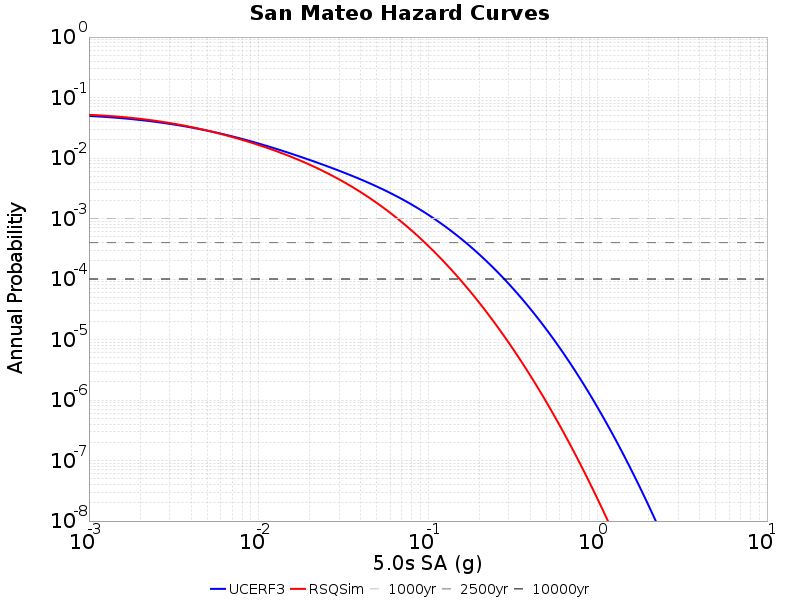 San Mateo Hazard Curves
10^0
10^-1
10^-2
10^-3
10^-4
10^-5
10^-6
10^-7
10^-8
Annual Probabilitiy
10^-3 10^-2 10^-1 10^0 10^1
5.0s SA (g)
UCERF3 RSQSim 1000yr 2500yr 10000yr